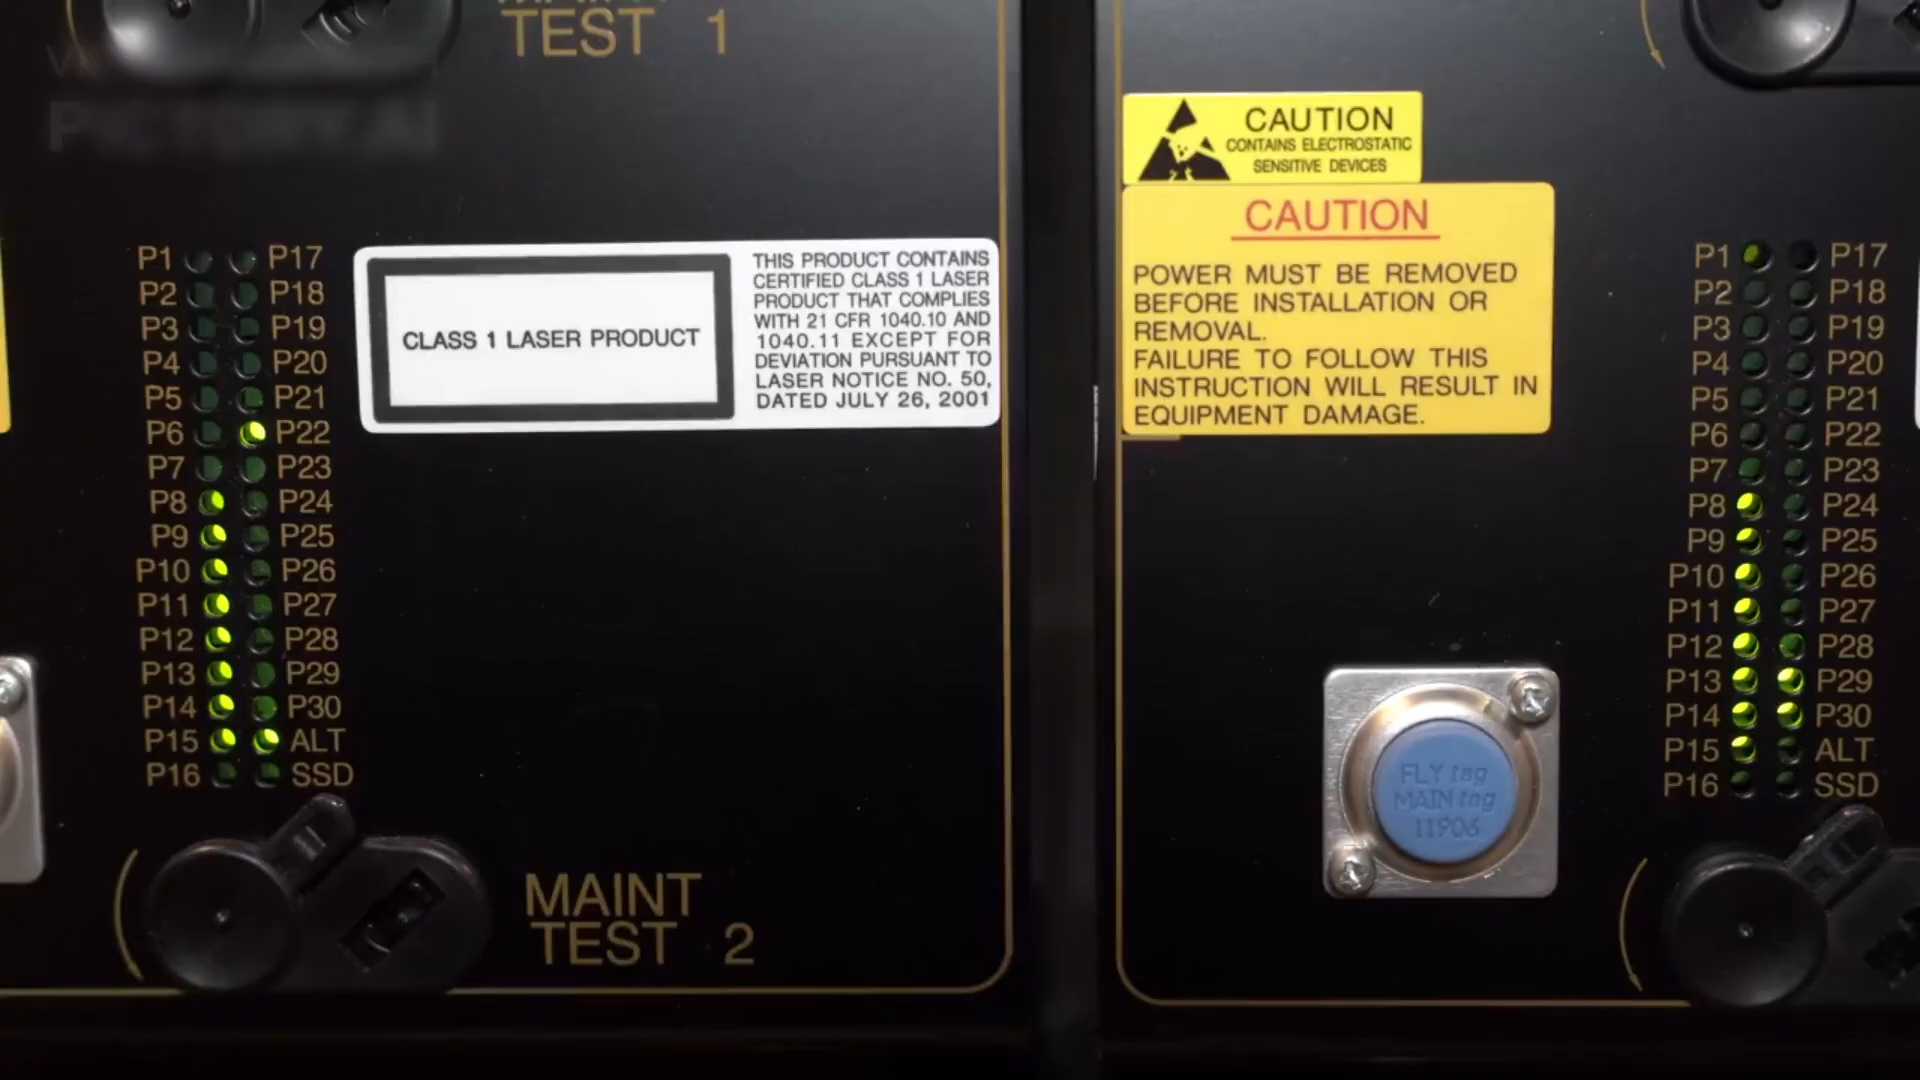 TEST 1
PICTORY.AI
P1 P17
P2 P18
P3 P19
P4 P20
P5 P21
P6 P22
P7 P23
P8 P24
P9 P25
P10 P26
P11 P27
P12 P28
P13 P29
P14 P30
P15 ALT
P16 SSD
CLASS 1 LASER PRODUCT
THIS PRODUCT CONTAINS
CERTIFIED CLASS 1 LASER
PRODUCT THAT COMPLIES
WITH 21 CFR 1040.10 AND
1040.11 EXCEPT FOR
DEVIATION PURSUANT TO
LASER NOTICE NO. 50,
DATED JULY 26, 2001
MAINT
TEST 2
CAUTION
CONTAINS ELECTROSTATIC
SENSITIVE DEVICES
CAUTION
POWER MUST BE REMOVED
BEFORE INSTALLATION OR
REMOVAL.
FAILURE TO FOLLOW THIS
INSTRUCTION WILL RESULT IN
EQUIPMENT DAMAGE.
FLY tag
MAIN tag
11906
P1 P17
P2 P18
P3 P19
P4 P20
P5 P21
P6 P22
P7 P23
P8 P24
P9 P25
P10 P26
P11 P27
P12 P28
P13 P29
P14 P30
P15 ALT
P16 SSD